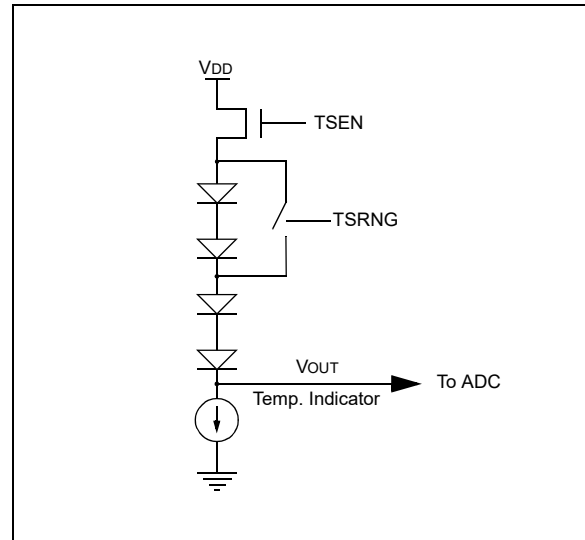 VDD
TSEN
TSRNG
VOUT
To ADC
Temp. Indicator